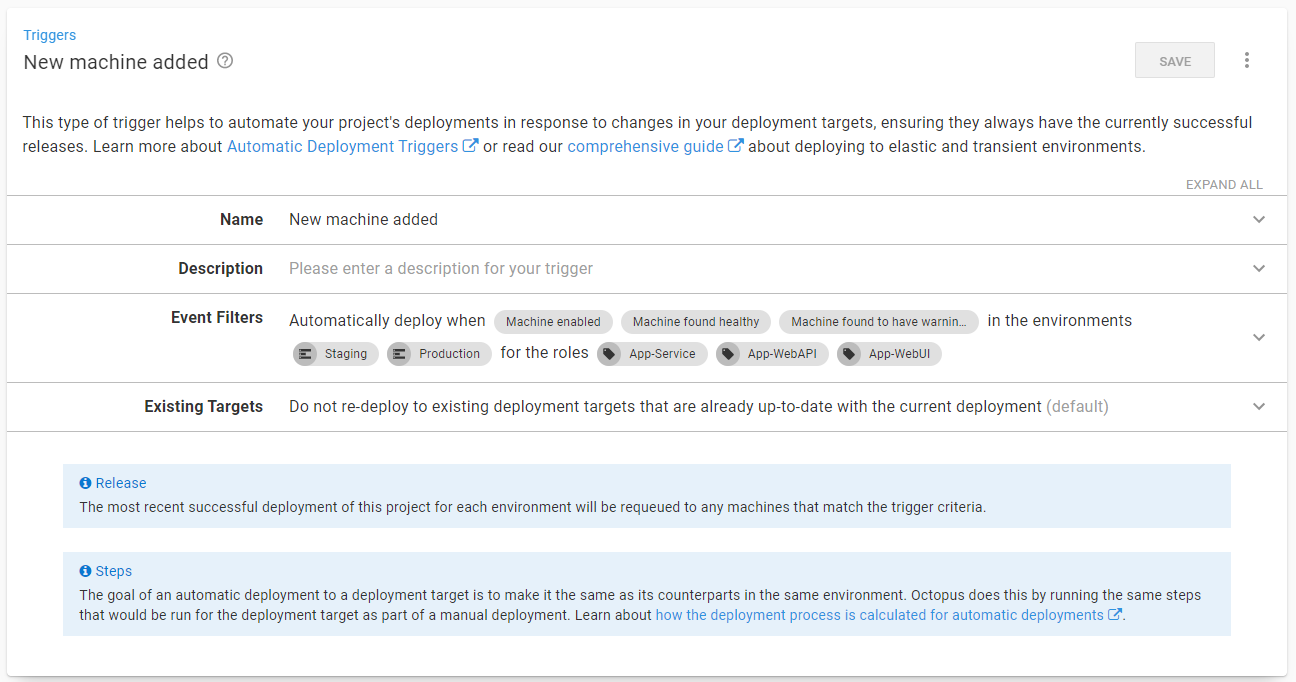 Triggers
New machine added
SAVE
This type of trigger helps to automate your project's deployments in response to changes in your deployment targets, ensuring they always have the currently successful
releases. Learn more about Automatic Deployment Triggers or read our comprehensive guide about deploying to elastic and transient environments.
EXPAND ALL
Name New machine added
Description Please enter a description for your trigger
Event Filters Automatically deploy when Machine enabled Machine found healthy Machine found to have warnin... in the environments
Staging Production for the roles App-Service App-WebAPI App-WebUI
Existing Targets Do not re-deploy to existing deployment targets that are already up-to-date with the current deployment (default)
Release
The most recent successful deployment of this project for each environment will be requeued to any machines that match the trigger criteria.
Steps
The goal of an automatic deployment to a deployment target is to make it the same as its counterparts in the same environment. Octopus does this by running the same steps
that would be run for the deployment target as part of a manual deployment. Learn about how the deployment process is calculated for automatic deployments.